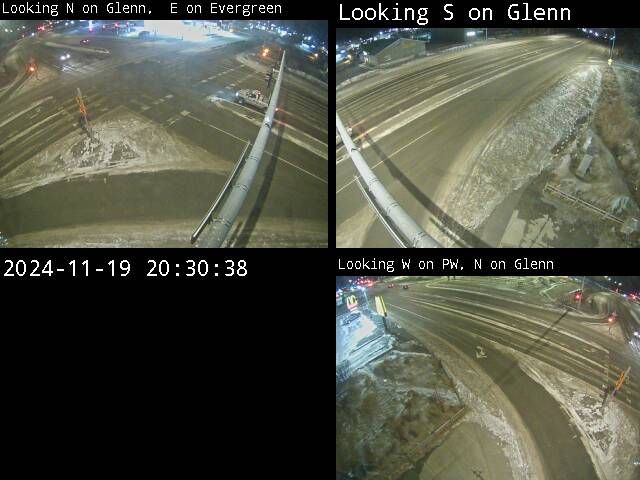 Looking N on Glenn, E on Evergreen
Looking S on Glenn
2024-11-19 20:30:38
Looking W on PW, N on Glenn